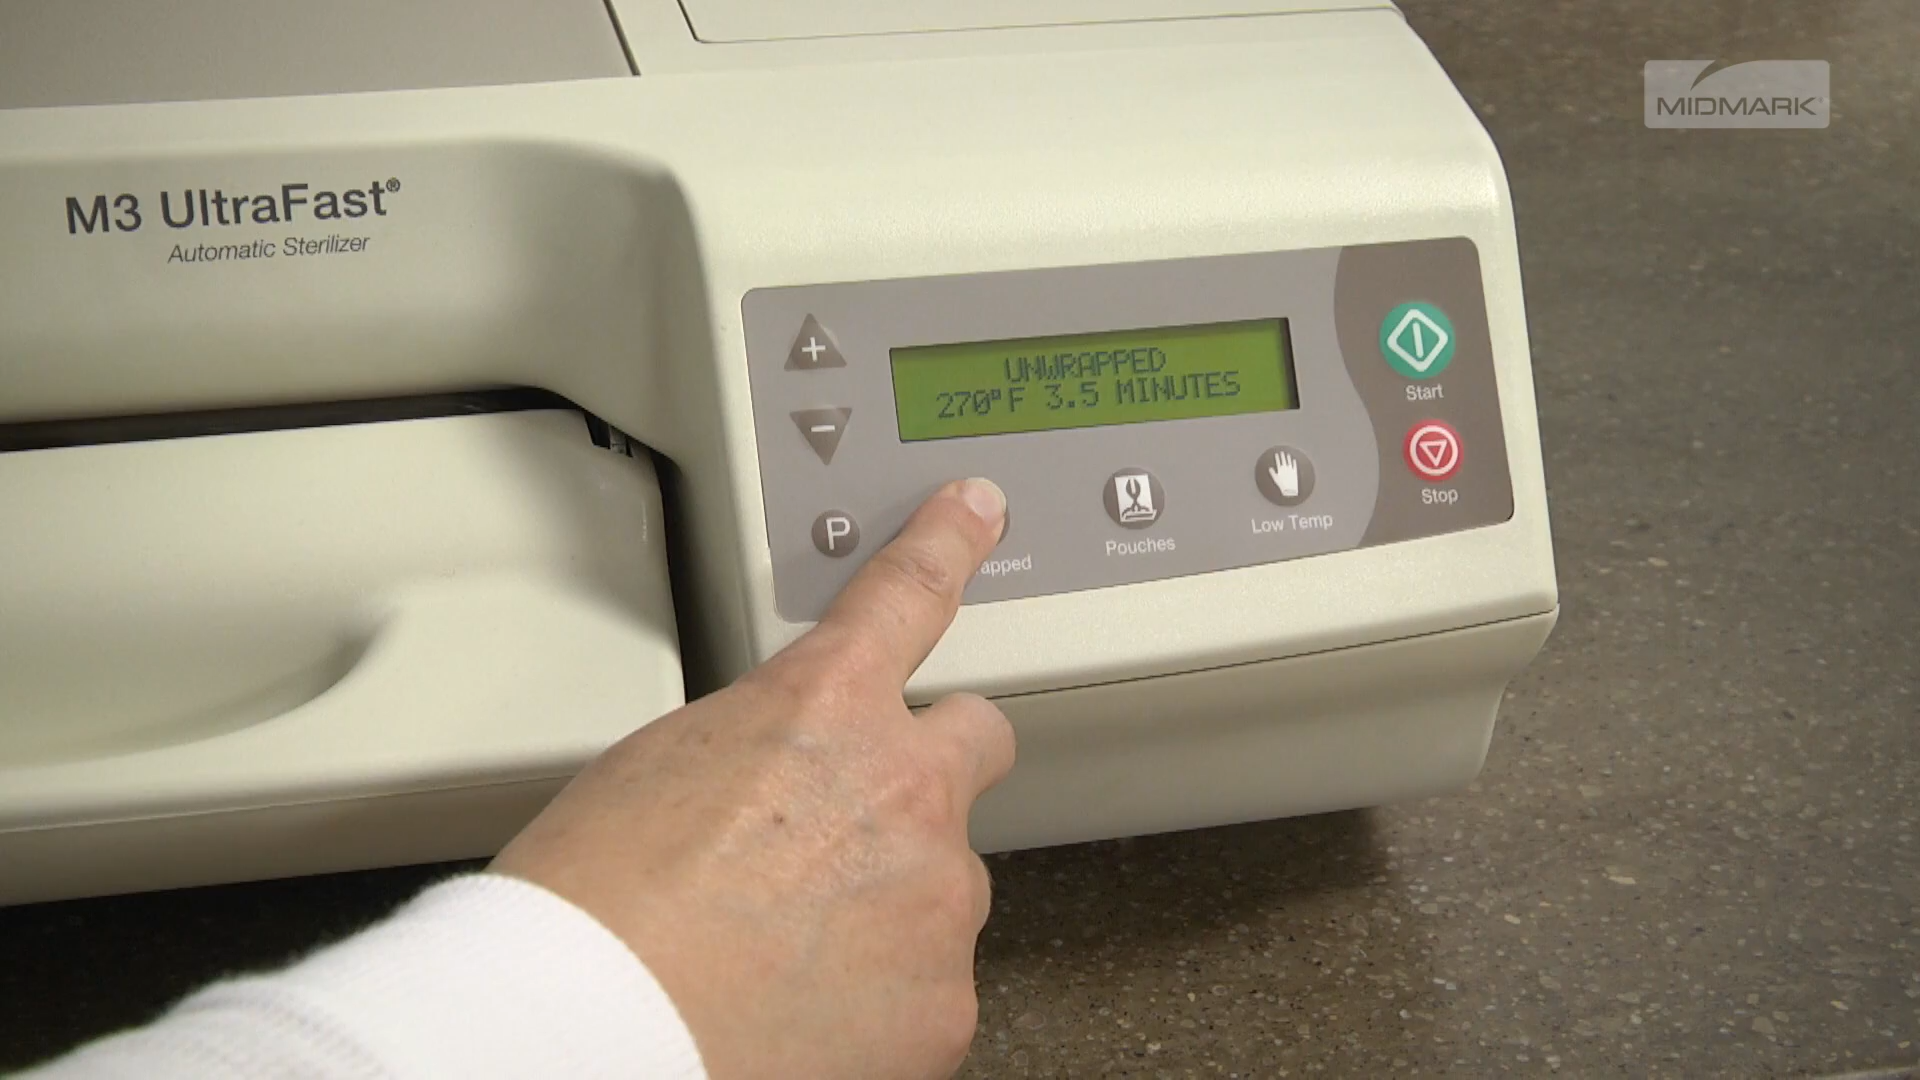 MIDMARK
M3 UltraFast®
Automatic Sterilizer
UNWRAPPED
270°F 3.5 MINUTES
+
−
P
apped
Pouches
Low Temp
Start
Stop